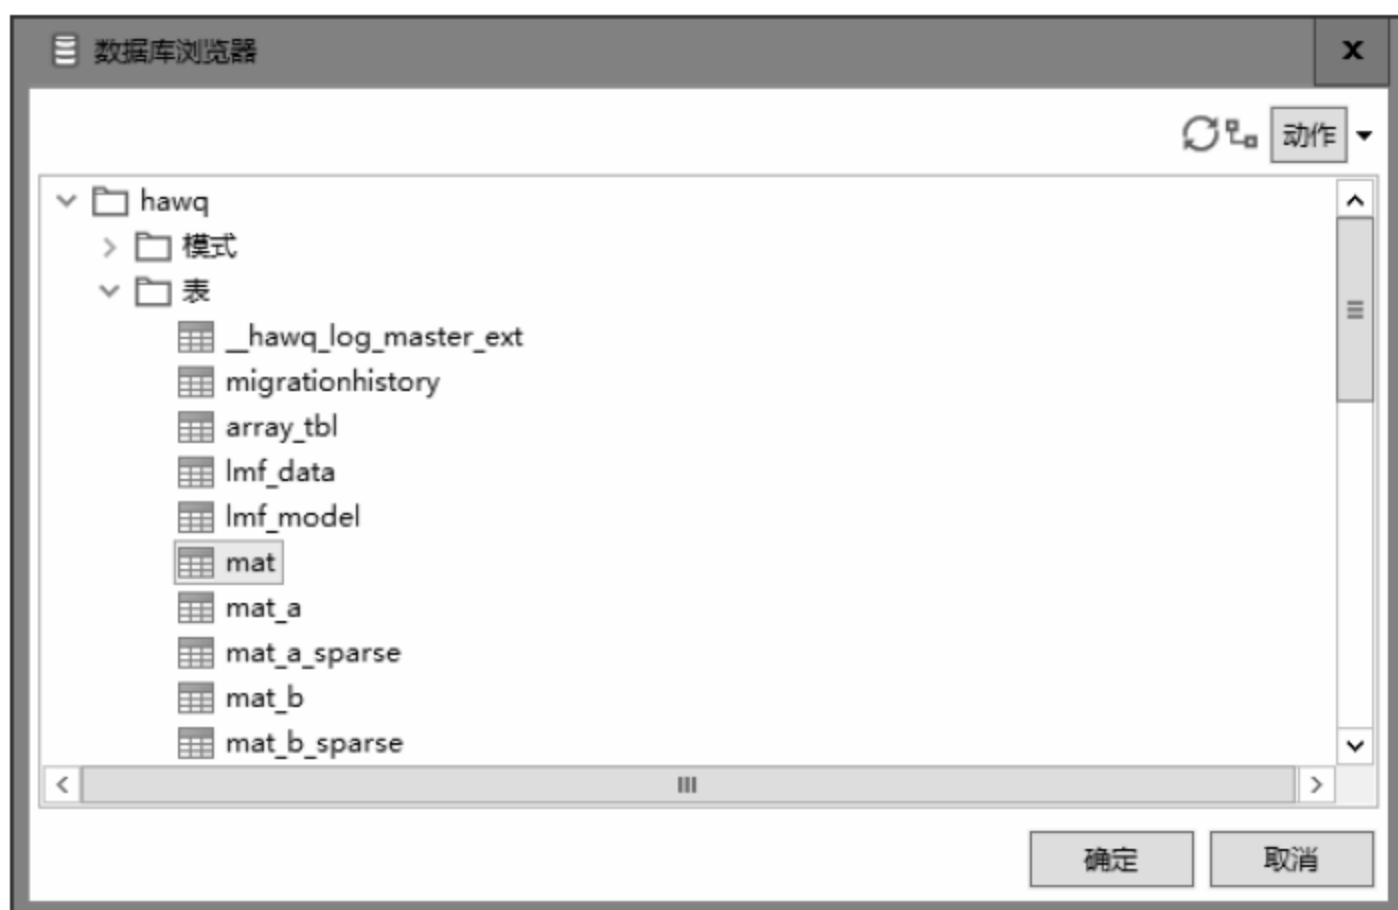 数据库浏览器
动作
hawq
模式
表
__hawq_log_master_ext
migrationhistory
array_tbl
lmf_data
lmf_model
mat
mat_a
mat_a_sparse
mat_b
mat_b_sparse
确定 取消